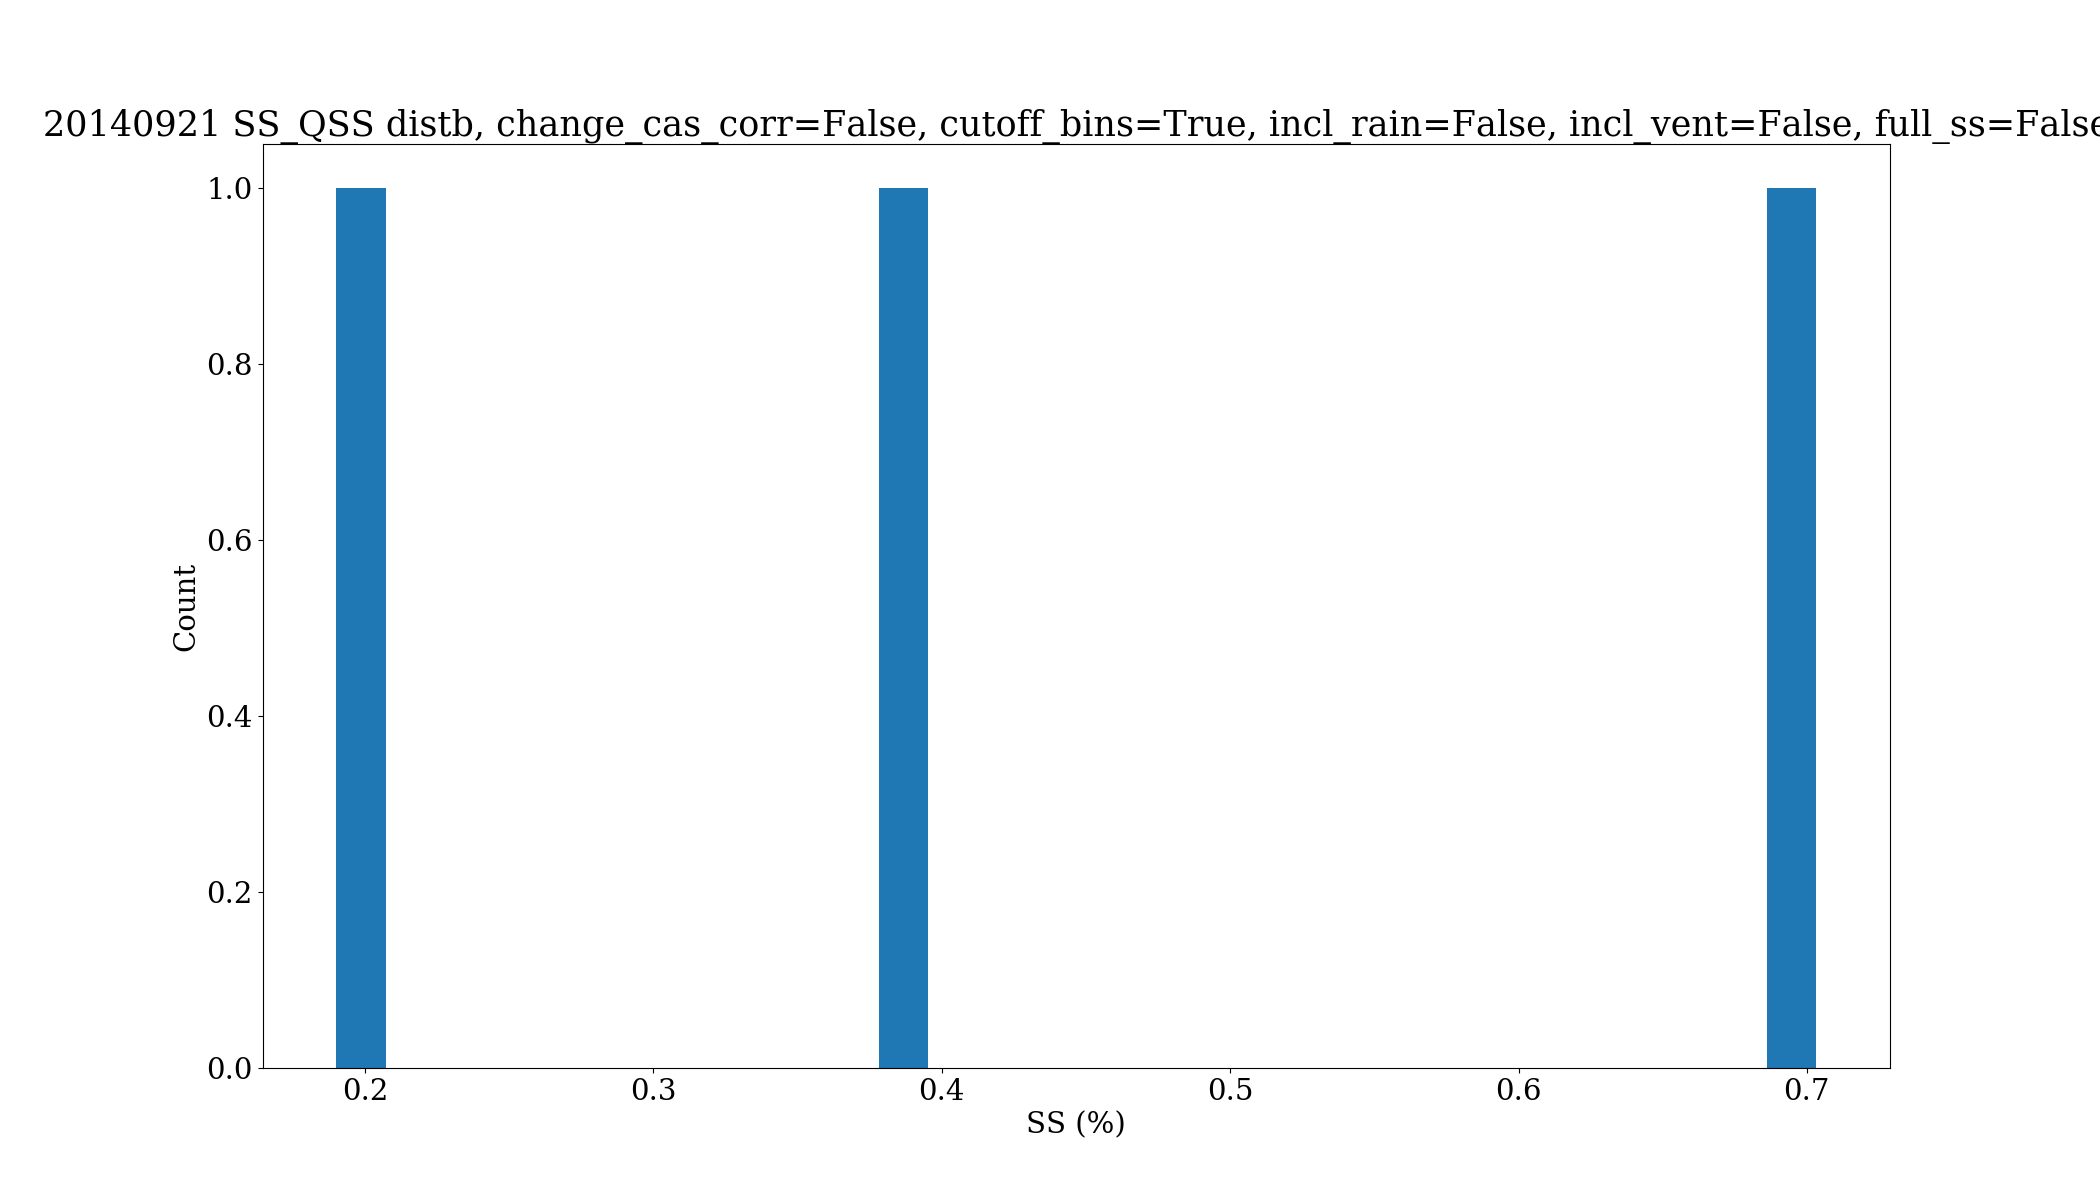 20140921 SS_QSS distb, change_cas_corr=False, cutoff_bins=True, incl_rain=False, incl_vent=False, full_ss=False
1.0
0.8
0.6
0.4
0.2
0.0
Count
0.2 0.3 0.4 0.5 0.6 0.7
SS (%)